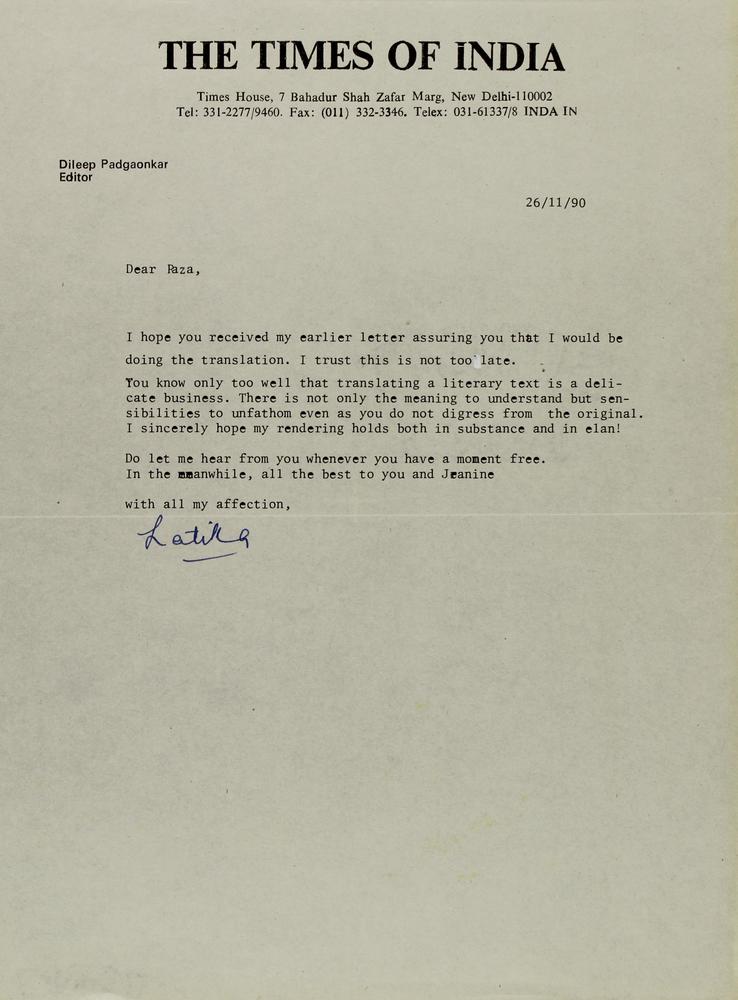 THE TIMES OF INDIA
Times House, 7 Bahadur Shah Zafar Marg, New Delhi-110002
Tel: 331-2277/9460. Fax: (011) 332-3346. Telex: 031-61337/8 INDA IN
Dileep Padgaonkar
Editor
26/11/90
Dear Raza,
I hope you received my earlier letter assuring you that I would be
doing the translation. I trust this is not too late.
You know only too well that translating a literary text is a deli-
cate business. There is not only the meaning to understand but sen-
sibilities to unfathom even as you do not digress from the original.
I sincerely hope my rendering holds both in substance and in elan!
Do let me hear from you whenever you have a moment free.
In the meanwhile, all the best to you and Jeanine
with all my affection,
Latika